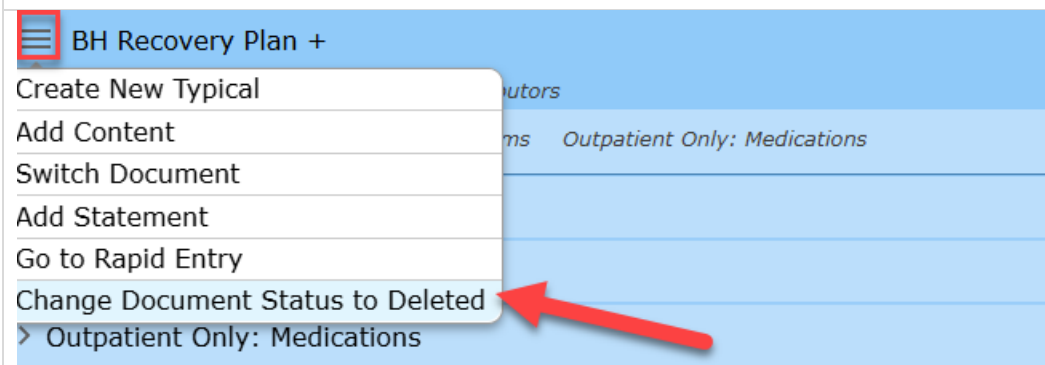 BH Recovery Plan +
Create New Typical
utors
Add Content
ms Outpatient Only: Medications
Switch Document
Add Statement
Go to Rapid Entry
Change Document Status to Deleted
> Outpatient Only: Medications